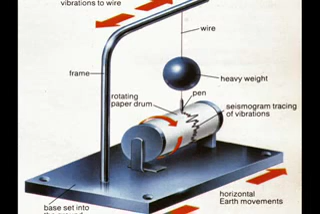 vibrations to wire
wire
frame
heavy weight
pen
rotating
paper drum
seismogram tracing
of vibrations
base set into
horizontal
Earth movements